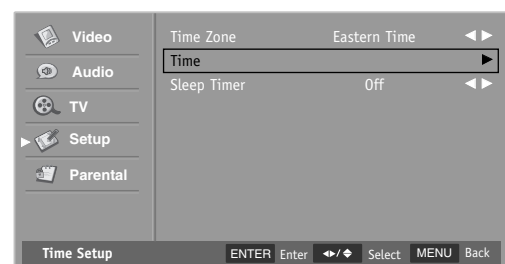 Video
Audio
TV
Setup
Parental
Time Zone Eastern Time
Time
Sleep Timer Off
Time Setup ENTER Enter / Select MENU Back